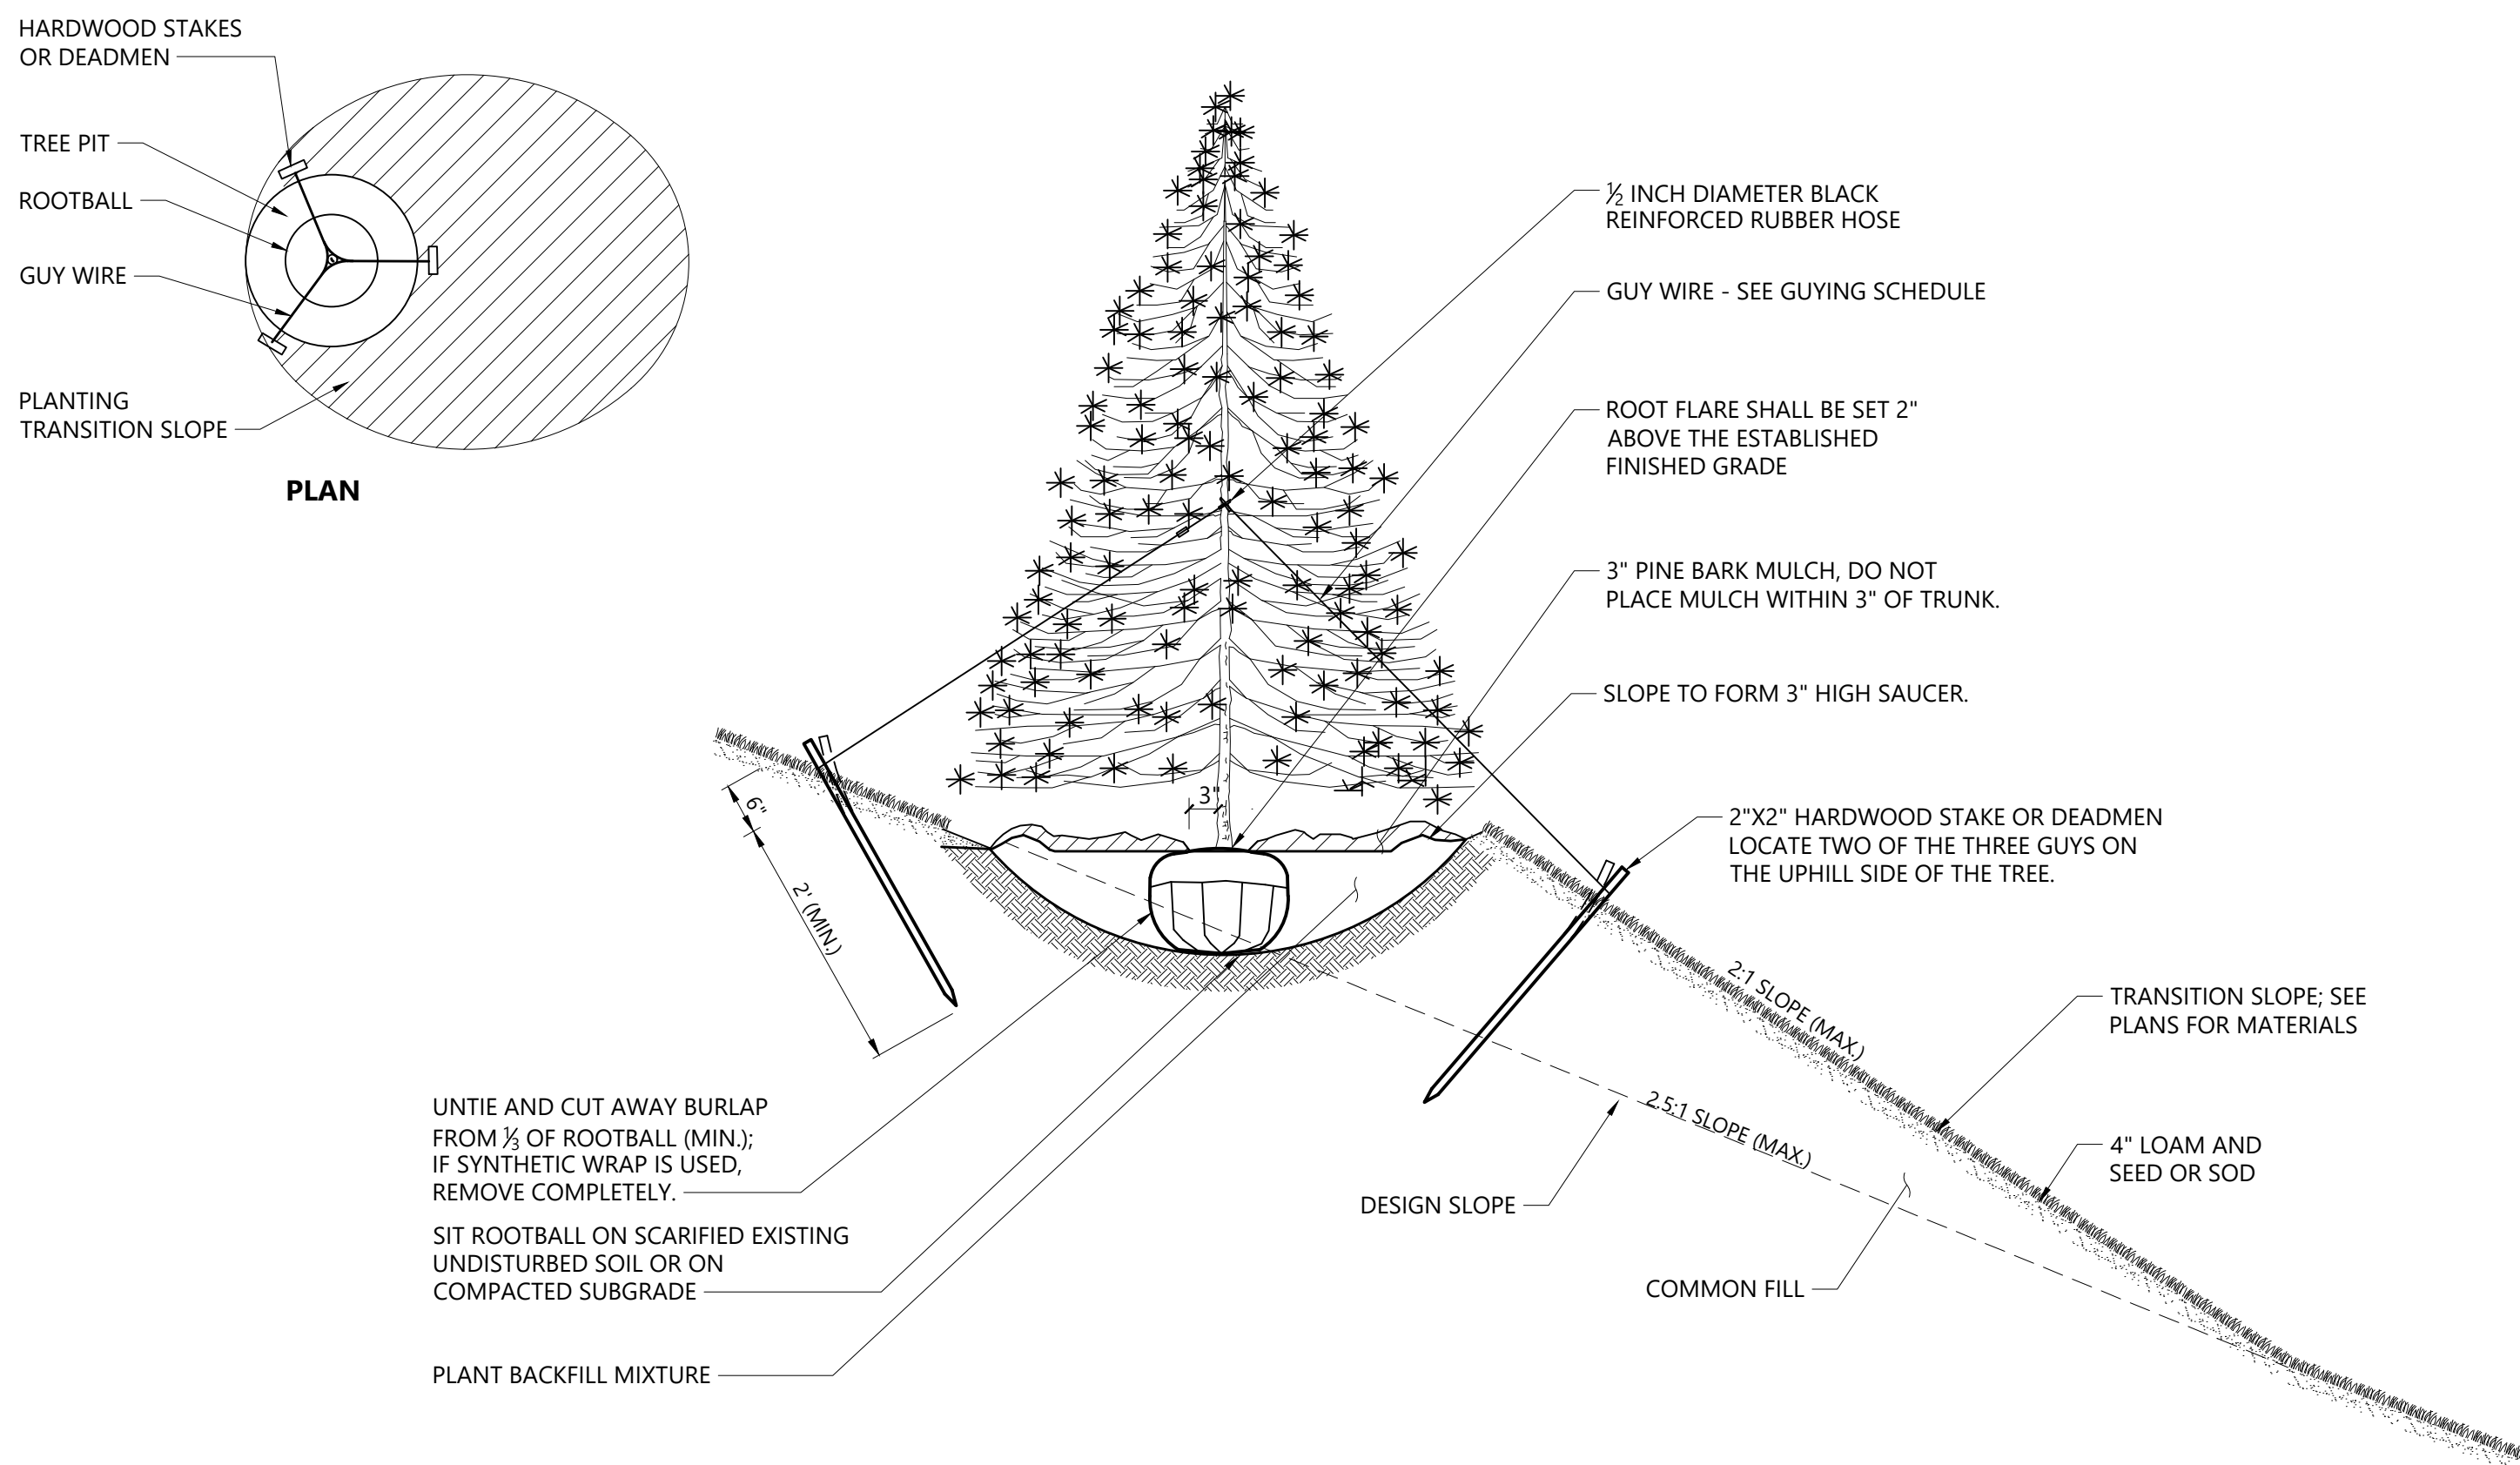 HARDWOOD STAKES
OR DEADMEN
TREE PIT
ROOTBALL
GUY WIRE
PLANTING
TRANSITION SLOPE
PLAN
½ INCH DIAMETER BLACK
REINFORCED RUBBER HOSE
GUY WIRE - SEE GUYING SCHEDULE
ROOT FLARE SHALL BE SET 2"
ABOVE THE ESTABLISHED
FINISHED GRADE
3" PINE BARK MULCH, DO NOT
PLACE MULCH WITHIN 3" OF TRUNK.
SLOPE TO FORM 3" HIGH SAUCER.
3"
6"
2' (MIN.)
2"X2" HARDWOOD STAKE OR DEADMEN
LOCATE TWO OF THE THREE GUYS ON
THE UPHILL SIDE OF THE TREE.
2:1 SLOPE (MAX.)
2.5:1 SLOPE (MAX.)
TRANSITION SLOPE; SEE
PLANS FOR MATERIALS
4" LOAM AND
SEED OR SOD
DESIGN SLOPE
COMMON FILL
UNTIE AND CUT AWAY BURLAP
FROM ⅓ OF ROOTBALL (MIN.);
IF SYNTHETIC WRAP IS USED,
REMOVE COMPLETELY.
SIT ROOTBALL ON SCARIFIED EXISTING
UNDISTURBED SOIL OR ON
COMPACTED SUBGRADE
PLANT BACKFILL MIXTURE